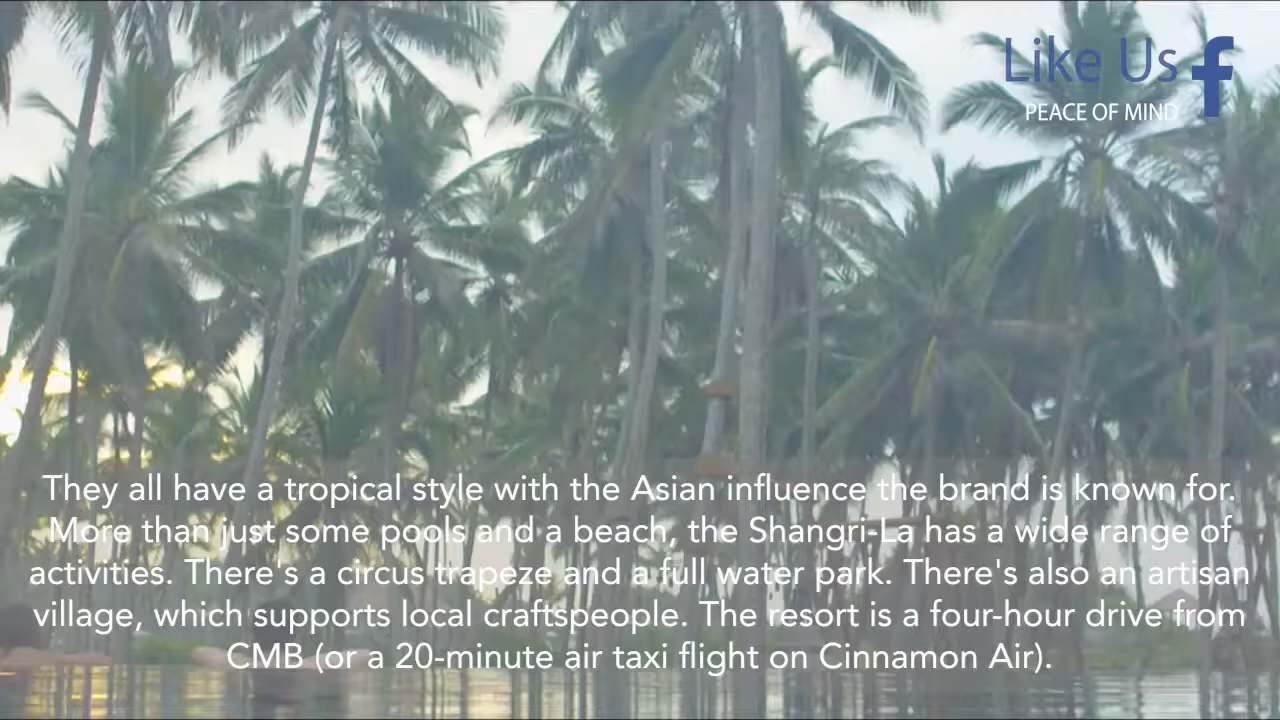 Like Us f
PEACE OF MIND
They all have a tropical style with the Asian influence the brand is known for.
More than just some pools and a beach, the Shangri-La has a wide range of
activities. There's a circus trapeze and a full water park. There's also an artisan
village, which supports local craftspeople. The resort is a four-hour drive from
CMB (or a 20-minute air taxi flight on Cinnamon Air).